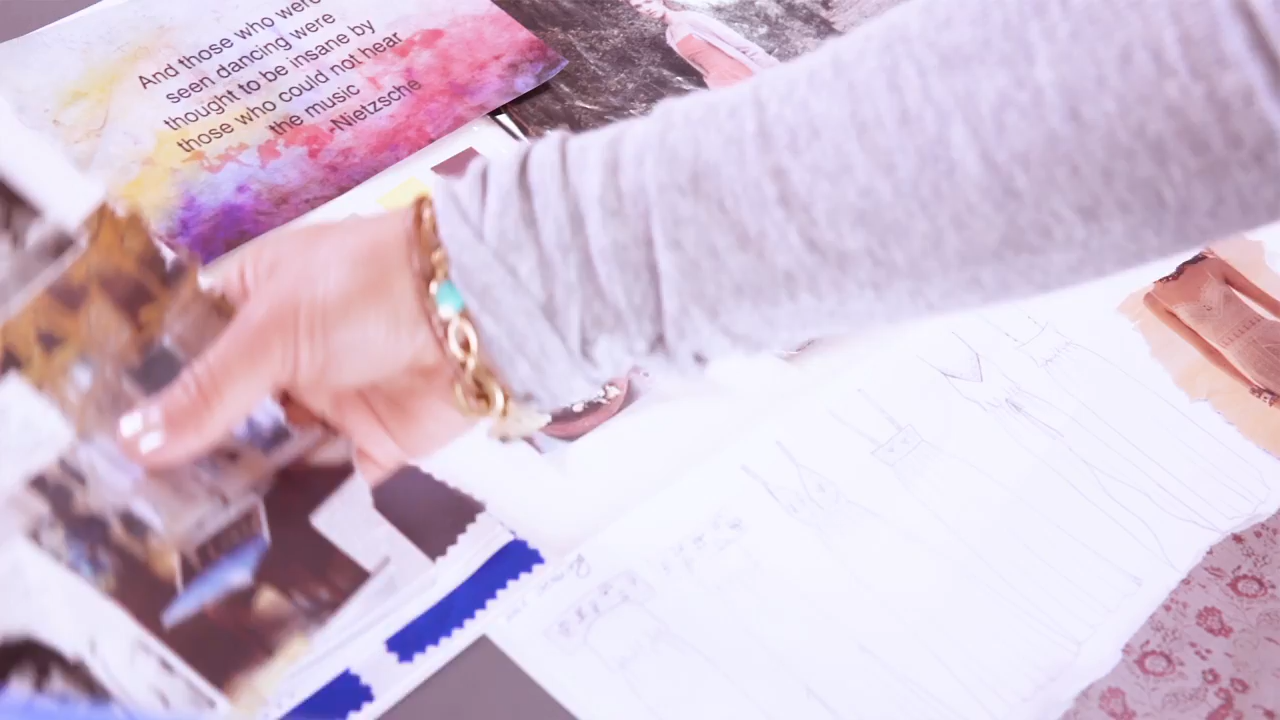 And those who were
seen dancing were
thought to be insane by
those who could not hear
the music
-Nietzsche